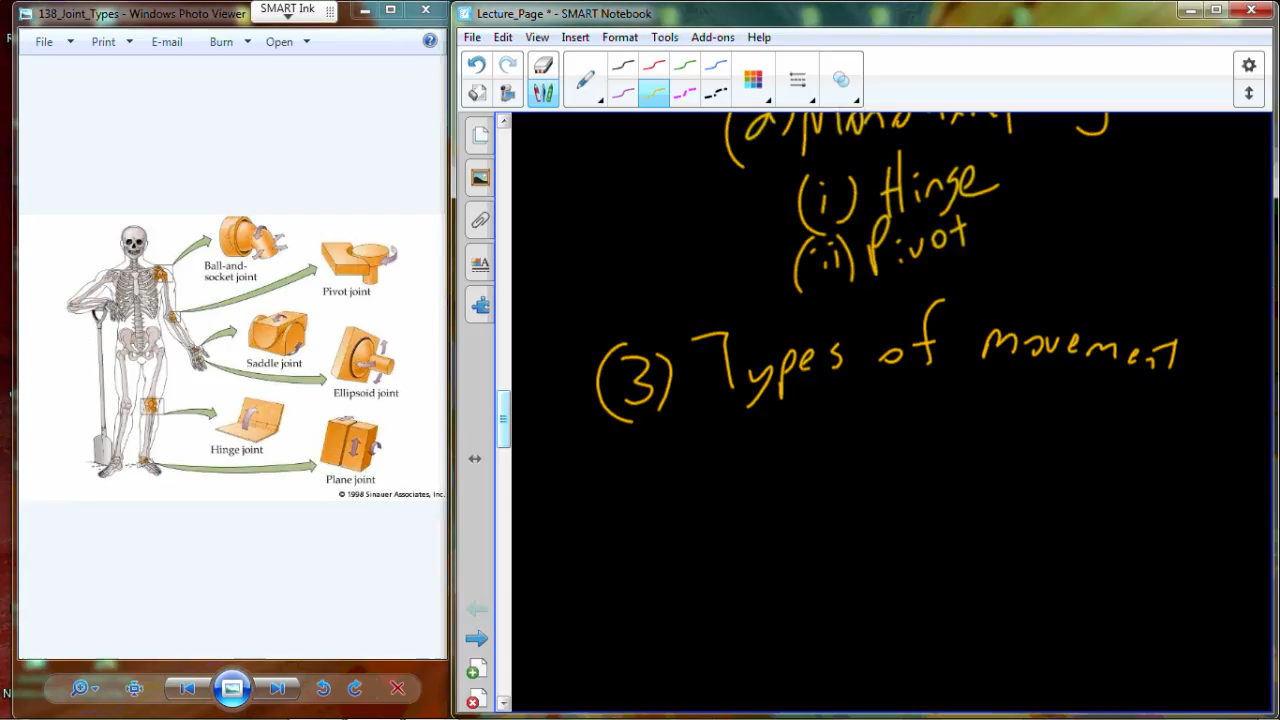 138_Joint_Types - Windows Photo Viewer
SMART Ink
File Print E-mail Burn Open
Ball-and-
socket joint
Pivot joint
Saddle joint
Ellipsoid joint
Hinge joint
Plane joint
© 1998 Sinauer Associates, Inc.
Lecture_Page * - SMART Notebook
File Edit View Insert Format Tools Add-ons Help
(i) Hinge
(ii) Pivot
(3) Types of movement